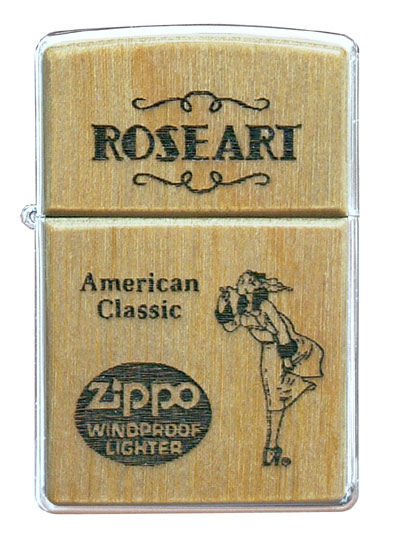 ROSEART
American
Classic
Zippo
WINDPROOF
LIGHTER
®